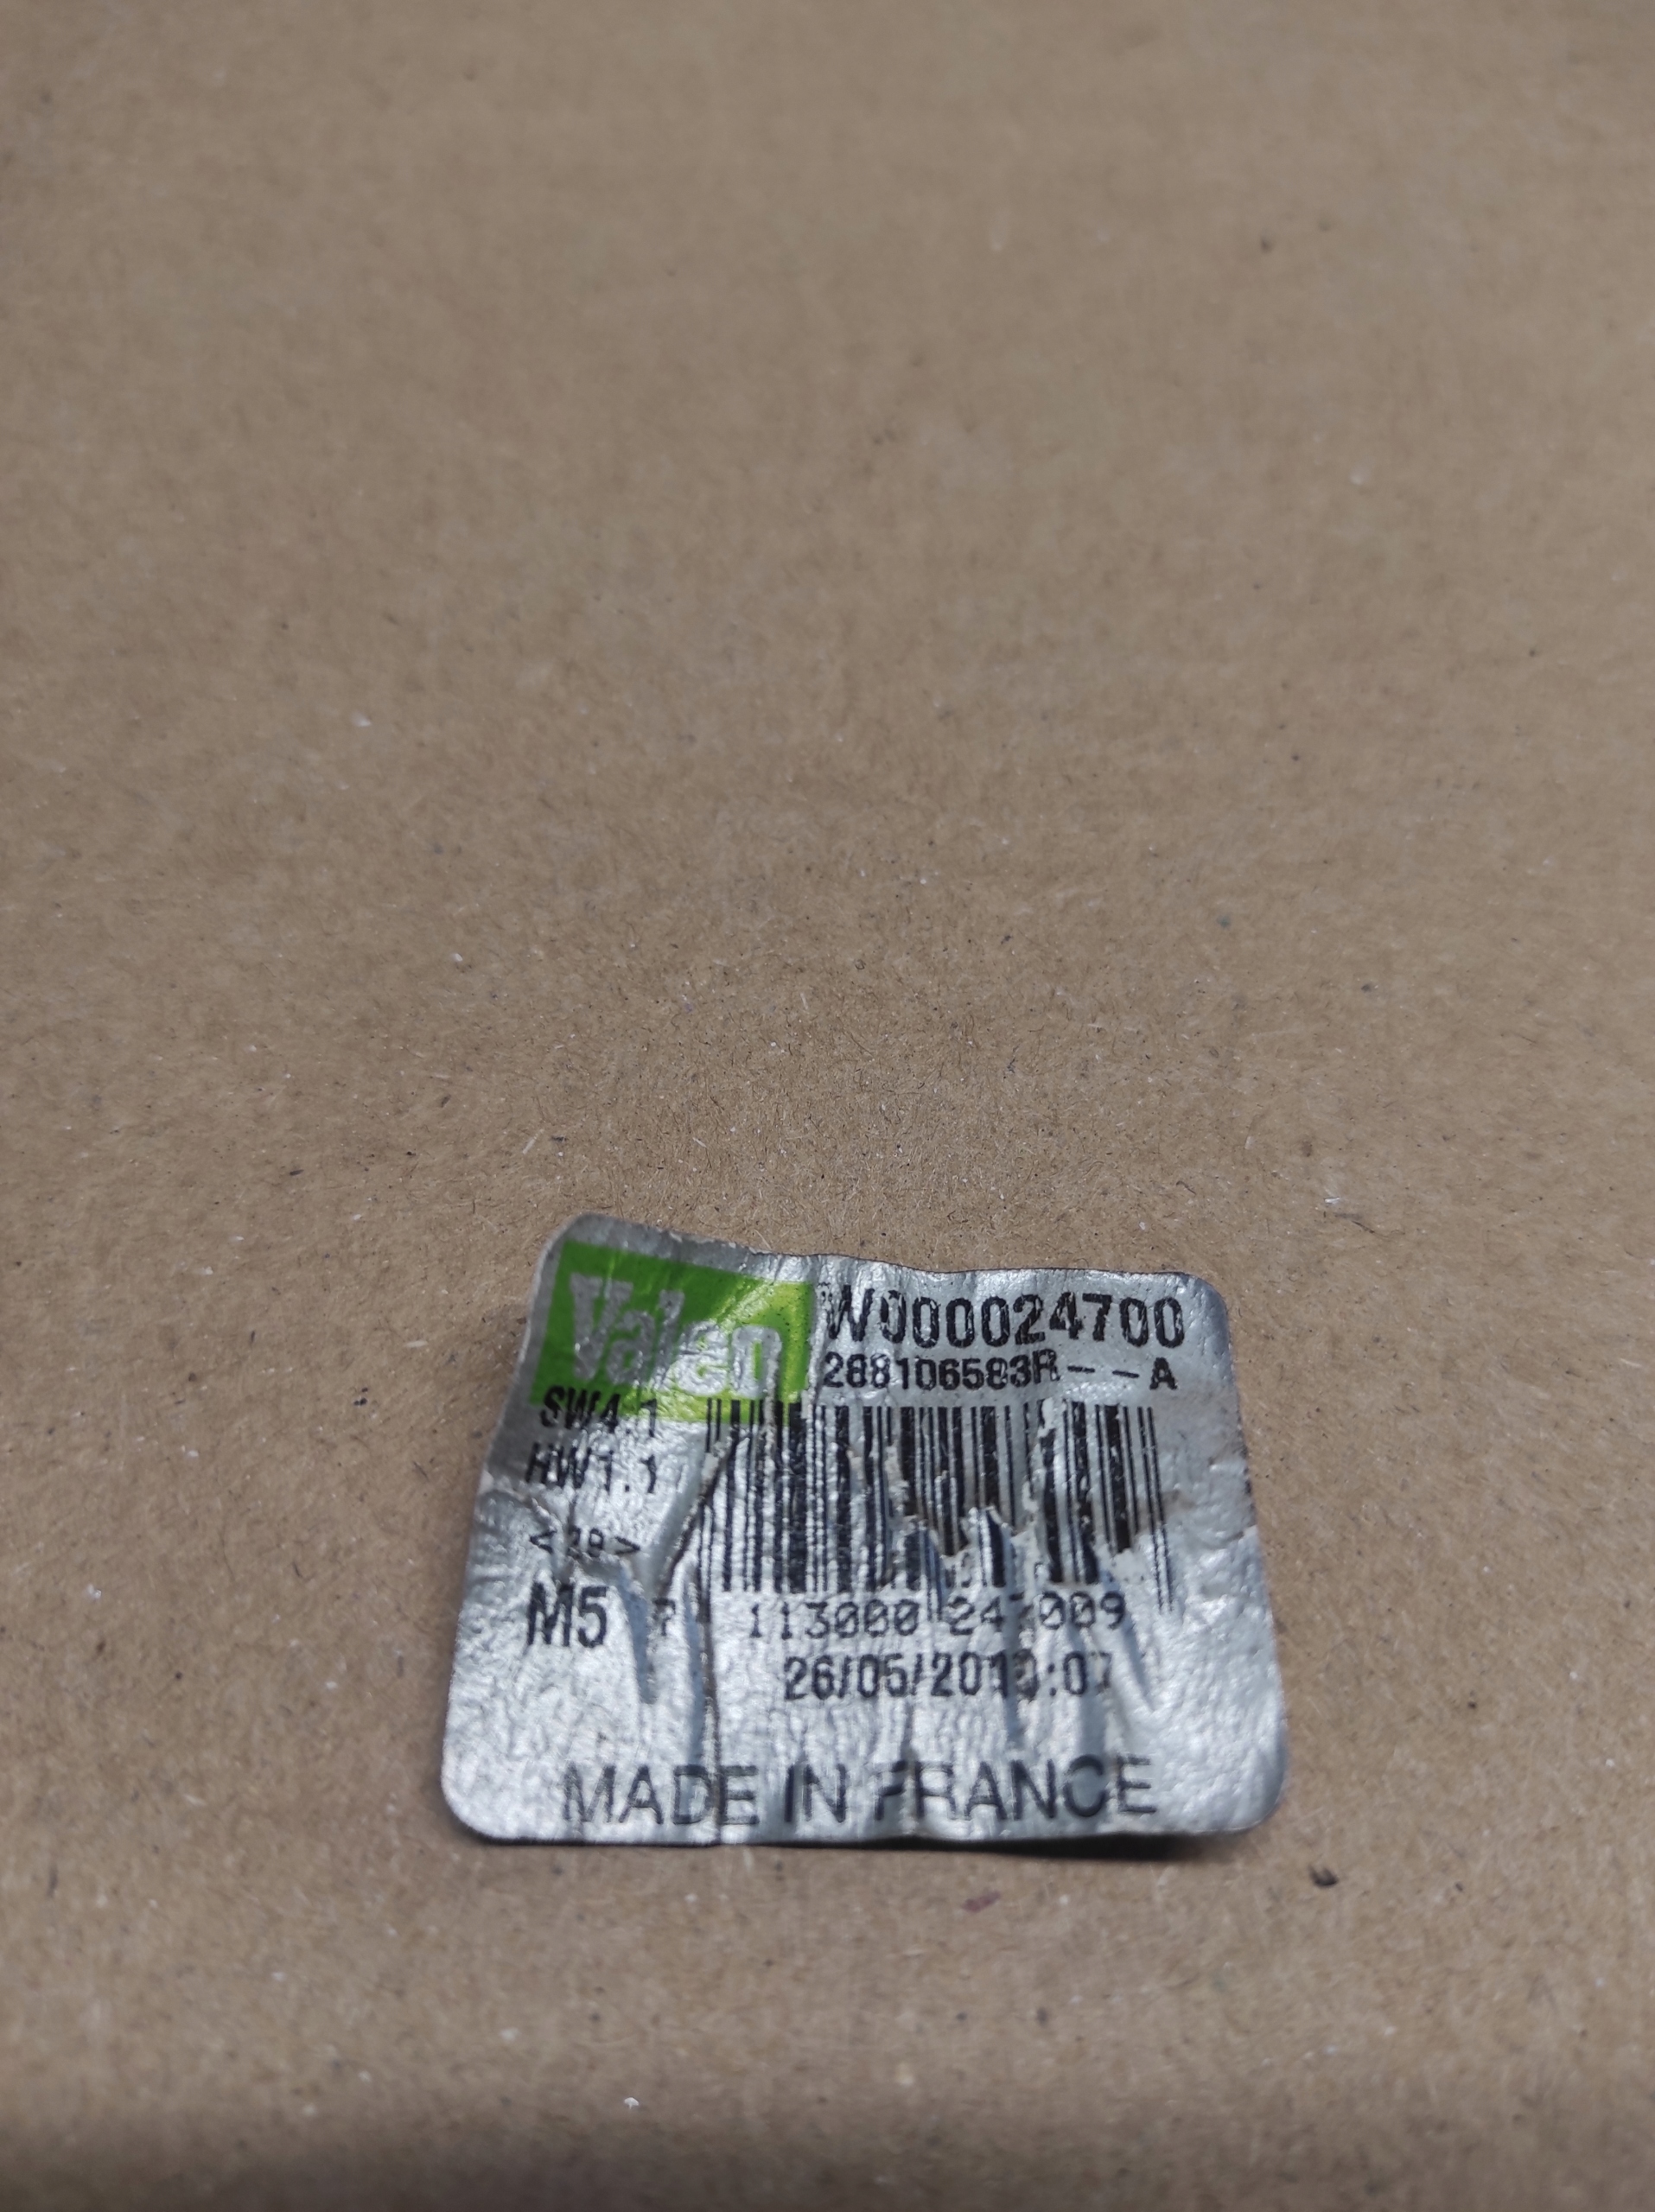 Valeo
W000024700
288106583R--A
SW4.1
HW1.1
M5
26/05/201
MADE IN FRANCE